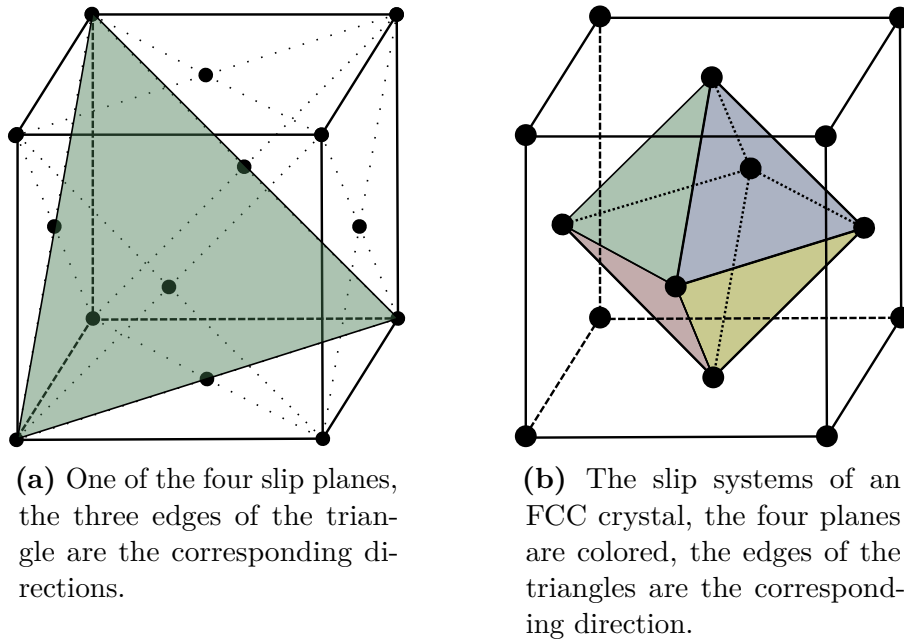 (a) One of the four slip planes,
the three edges of the trian-
gle are the corresponding di-
rections.
(b) The slip systems of an
FCC crystal, the four planes
are colored, the edges of the
triangles are the correspond-
ing direction.